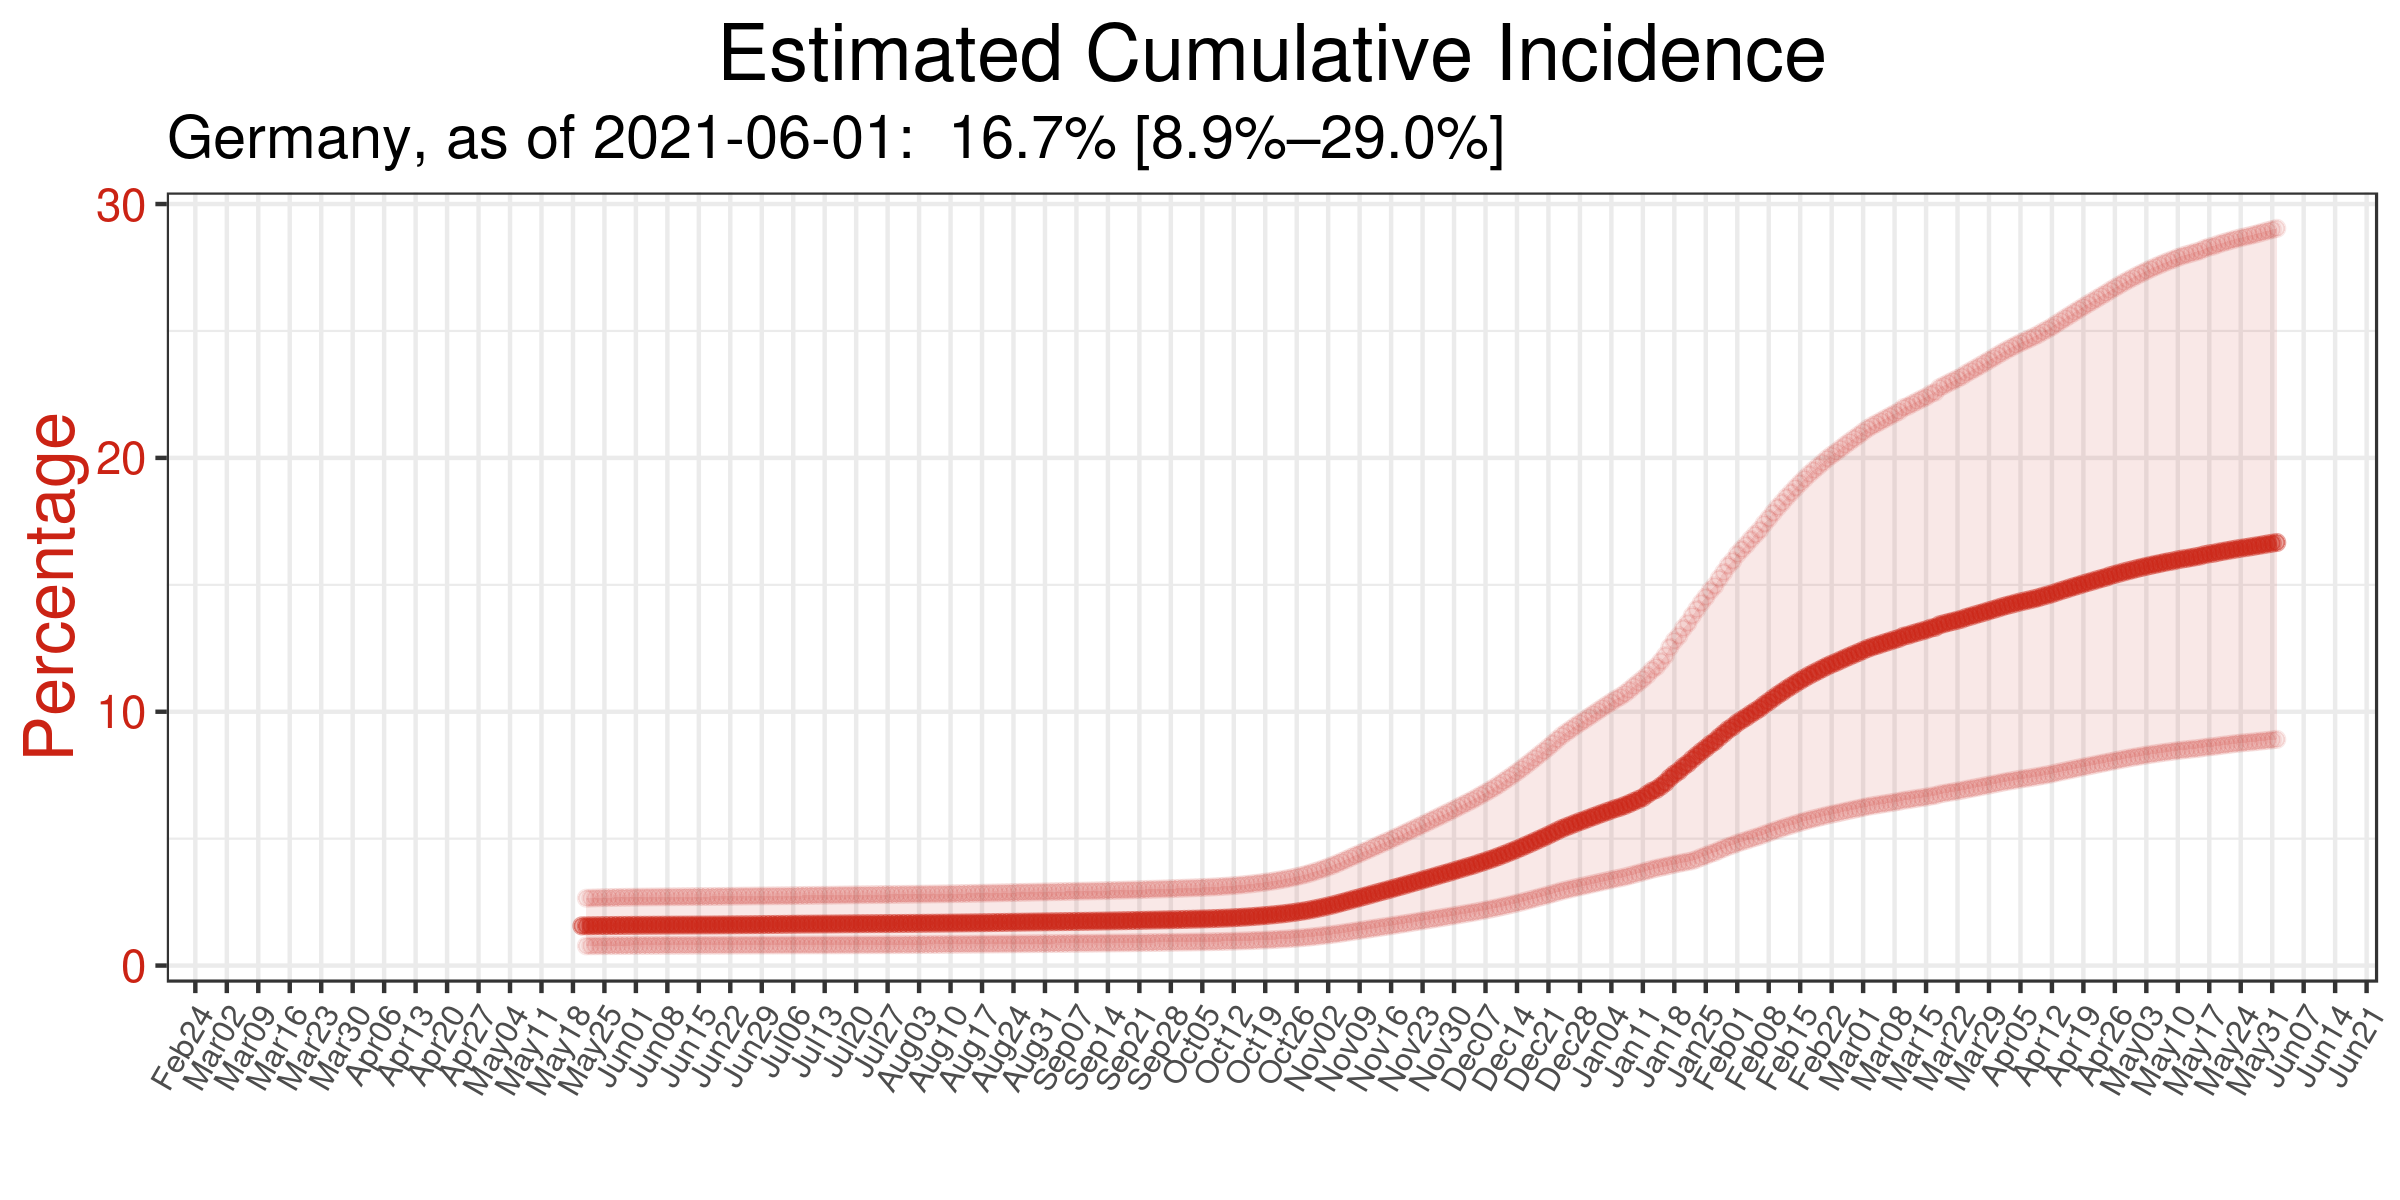 Estimated Cumulative Incidence
Germany, as of 2021-06-01:  16.7% [8.9%–29.0%]
Percentage
30
20
10
0
Feb24
Mar02
Mar09
Mar16
Mar23
Mar30
Apr06
Apr13
Apr20
Apr27
May04
May11
May18
May25
Jun01
Jun08
Jun15
Jun22
Jun29
Jul06
Jul13
Jul20
Jul27
Aug03
Aug10
Aug17
Aug24
Aug31
Sep07
Sep14
Sep21
Sep28
Oct05
Oct12
Oct19
Oct26
Nov02
Nov09
Nov16
Nov23
Nov30
Dec07
Dec14
Dec21
Dec28
Jan04
Jan11
Jan18
Jan25
Feb01
Feb08
Feb15
Feb22
Mar01
Mar08
Mar15
Mar22
Mar29
Apr05
Apr12
Apr19
Apr26
May03
May10
May17
May24
May31
Jun07
Jun14
Jun21